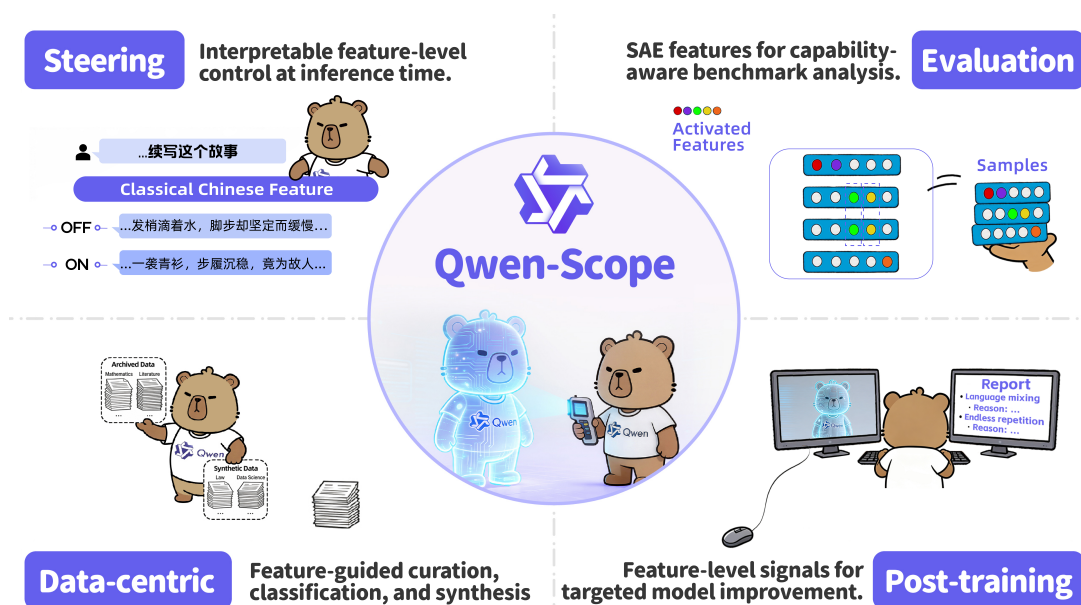 Steering
Interpretable feature-level
control at inference time.
...续写这个故事
Classical Chinese Feature
OFF
...发梢滴着水，脚步却坚定而缓慢...
ON
...一袭青衫，步履沉稳，竟为故人...
SAE features for capability-
aware benchmark analysis.
Evaluation
Activated
Features
Samples
Qwen-Scope
Qwen
Qwen
Archived Data
Mathematics Literature
... ...
Qwen
Synthetic Data
Law Data Science
... ...
Data-centric
Feature-guided curation,
classification, and synthesis
Qwen
Report
• Language mixing
• Reason: ...
• Endless repetition
• Reason: ...
Feature-level signals for
targeted model improvement.
Post-training